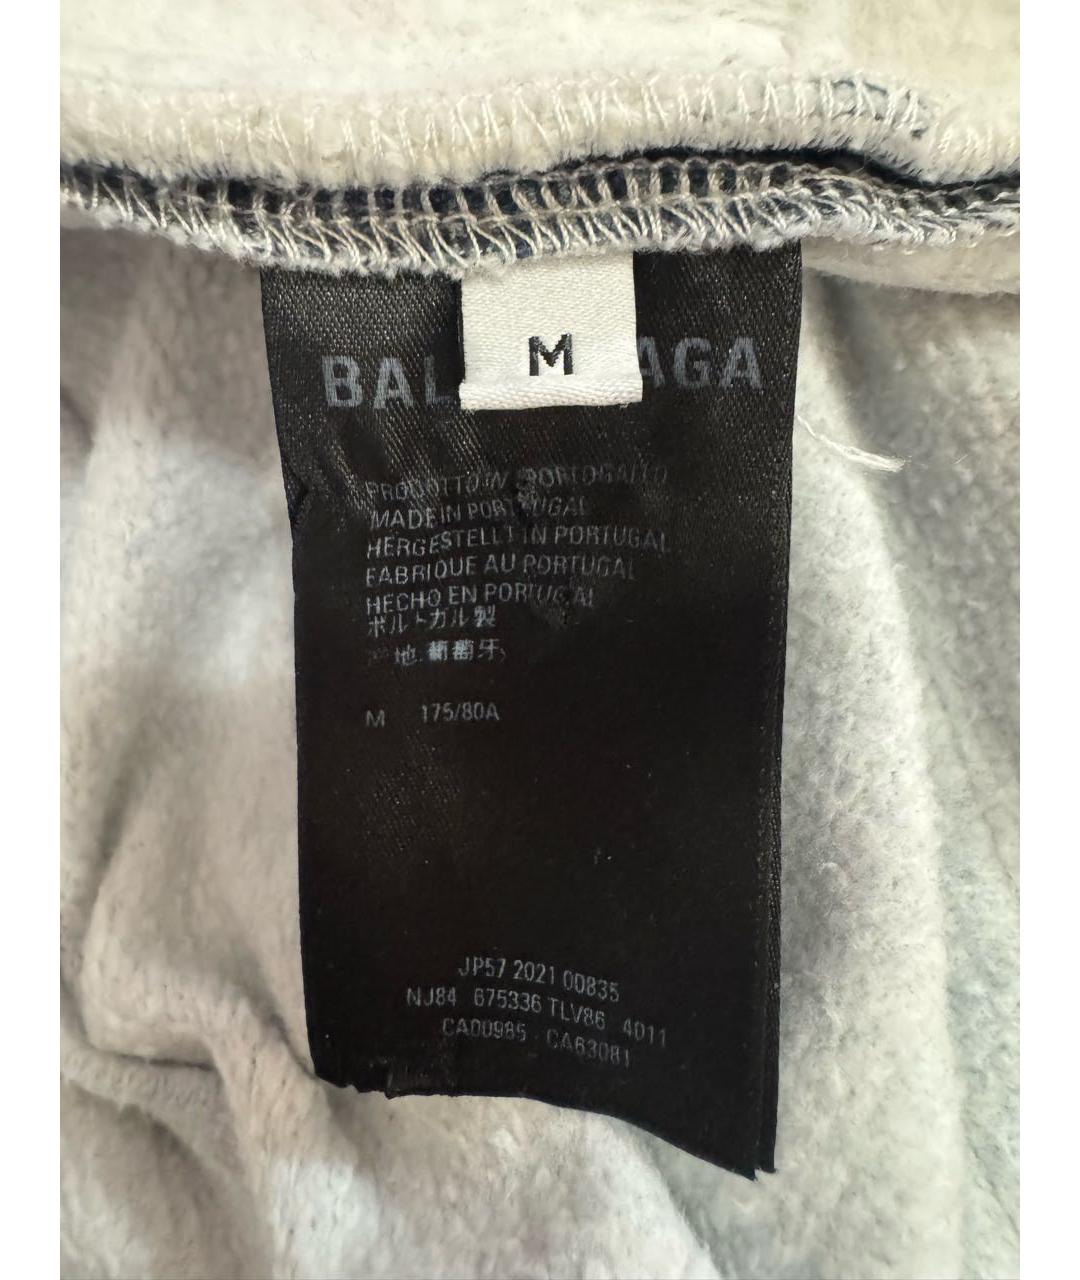 M
BAL AGA
PRODOTTO IN PORTOGALLO
MADE IN PORTUGAL
HERGESTELLT IN PORTUGAL
FABRIQUE AU PORTUGAL
HECHO EN PORTUGAL
ポルトガル製
地 葡萄牙
M 175/80A
JP57 2021 00835
NJ84 675336 TLV86 4011
CA00985 - CA63081